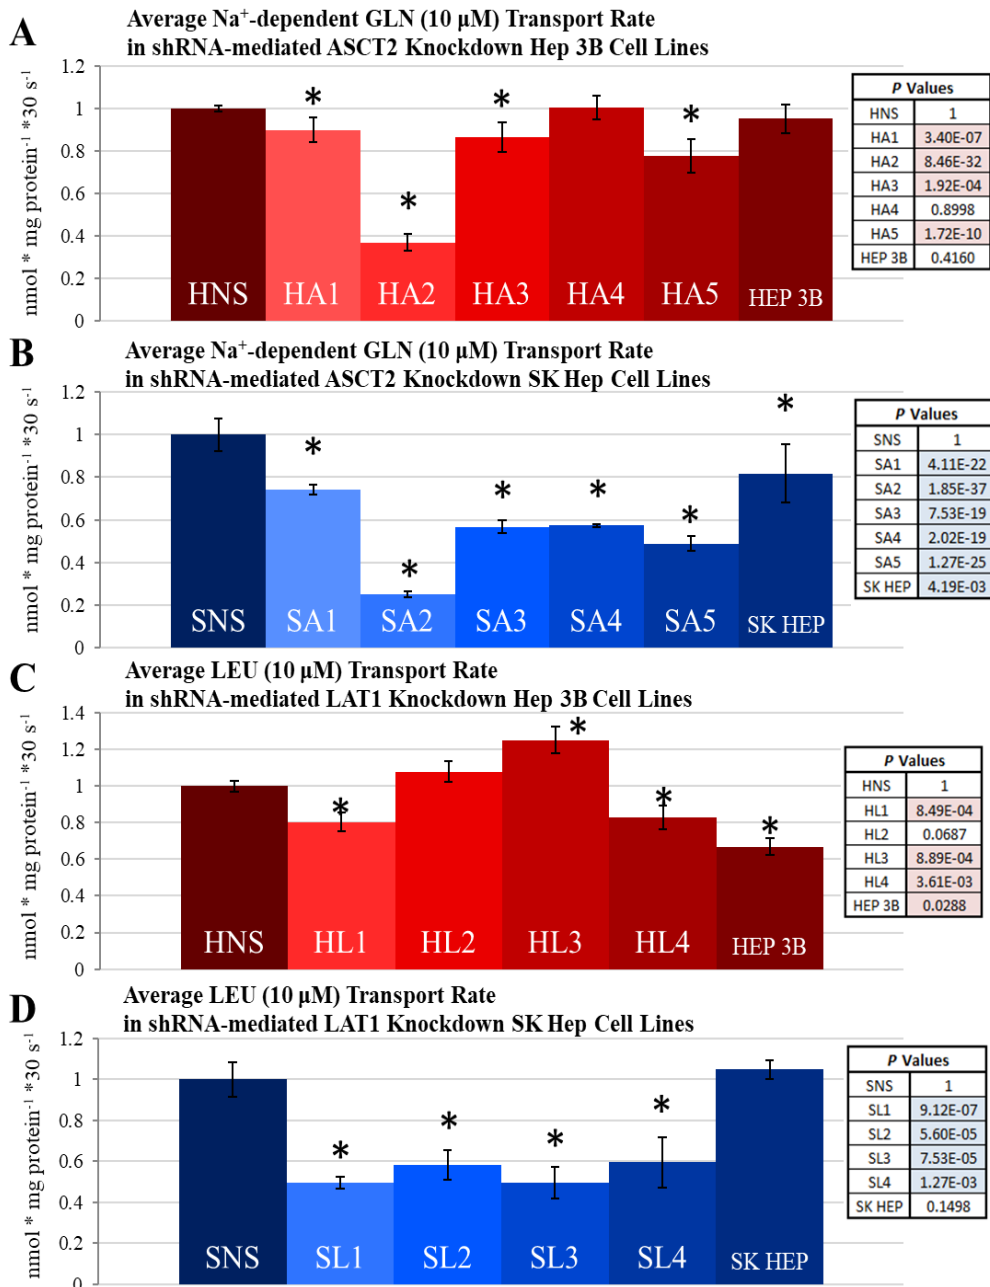 A
Average Na⁺-dependent GLN (10 µM) Transport Rate
in shRNA-mediated ASCT2 Knockdown Hep 3B Cell Lines
nmol * mg protein⁻¹ *30 s⁻¹
1.2
1
0.8
0.6
0.4
0.2
0
* * * *
HNS HA1 HA2 HA3 HA4 HA5 HEP 3B
P Values
HNS 1
HA1 3.40E-07
HA2 8.46E-32
HA3 1.92E-04
HA4 0.8998
HA5 1.72E-10
HEP 3B 0.4160
B
Average Na⁺-dependent GLN (10 µM) Transport Rate
in shRNA-mediated ASCT2 Knockdown SK Hep Cell Lines
nmol * mg protein⁻¹ *30 s⁻¹
1.2
1
0.8
0.6
0.4
0.2
0
* * * * * *
SNS SA1 SA2 SA3 SA4 SA5 SK HEP
P Values
SNS 1
SA1 4.11E-22
SA2 1.85E-37
SA3 7.53E-19
SA4 2.02E-19
SA5 1.27E-25
SK HEP 4.19E-03
C
Average LEU (10 µM) Transport Rate
in shRNA-mediated LAT1 Knockdown Hep 3B Cell Lines
nmol * mg protein⁻¹ *30 s⁻¹
1.4
1.2
1
0.8
0.6
0.4
0.2
0
* * * *
HNS HL1 HL2 HL3 HL4 HEP 3B
P Values
HNS 1
HL1 8.49E-04
HL2 0.0687
HL3 8.89E-04
HL4 3.61E-03
HEP 3B 0.0288
D
Average LEU (10 µM) Transport Rate
in shRNA-mediated LAT1 Knockdown SK Hep Cell Lines
nmol * mg protein⁻¹ *30 s⁻¹
1.2
1
0.8
0.6
0.4
0.2
0
* * * *
SNS SL1 SL2 SL3 SL4 SK HEP
P Values
SNS 1
SL1 9.12E-07
SL2 5.60E-05
SL3 7.53E-05
SL4 1.27E-03
SK HEP 0.1498